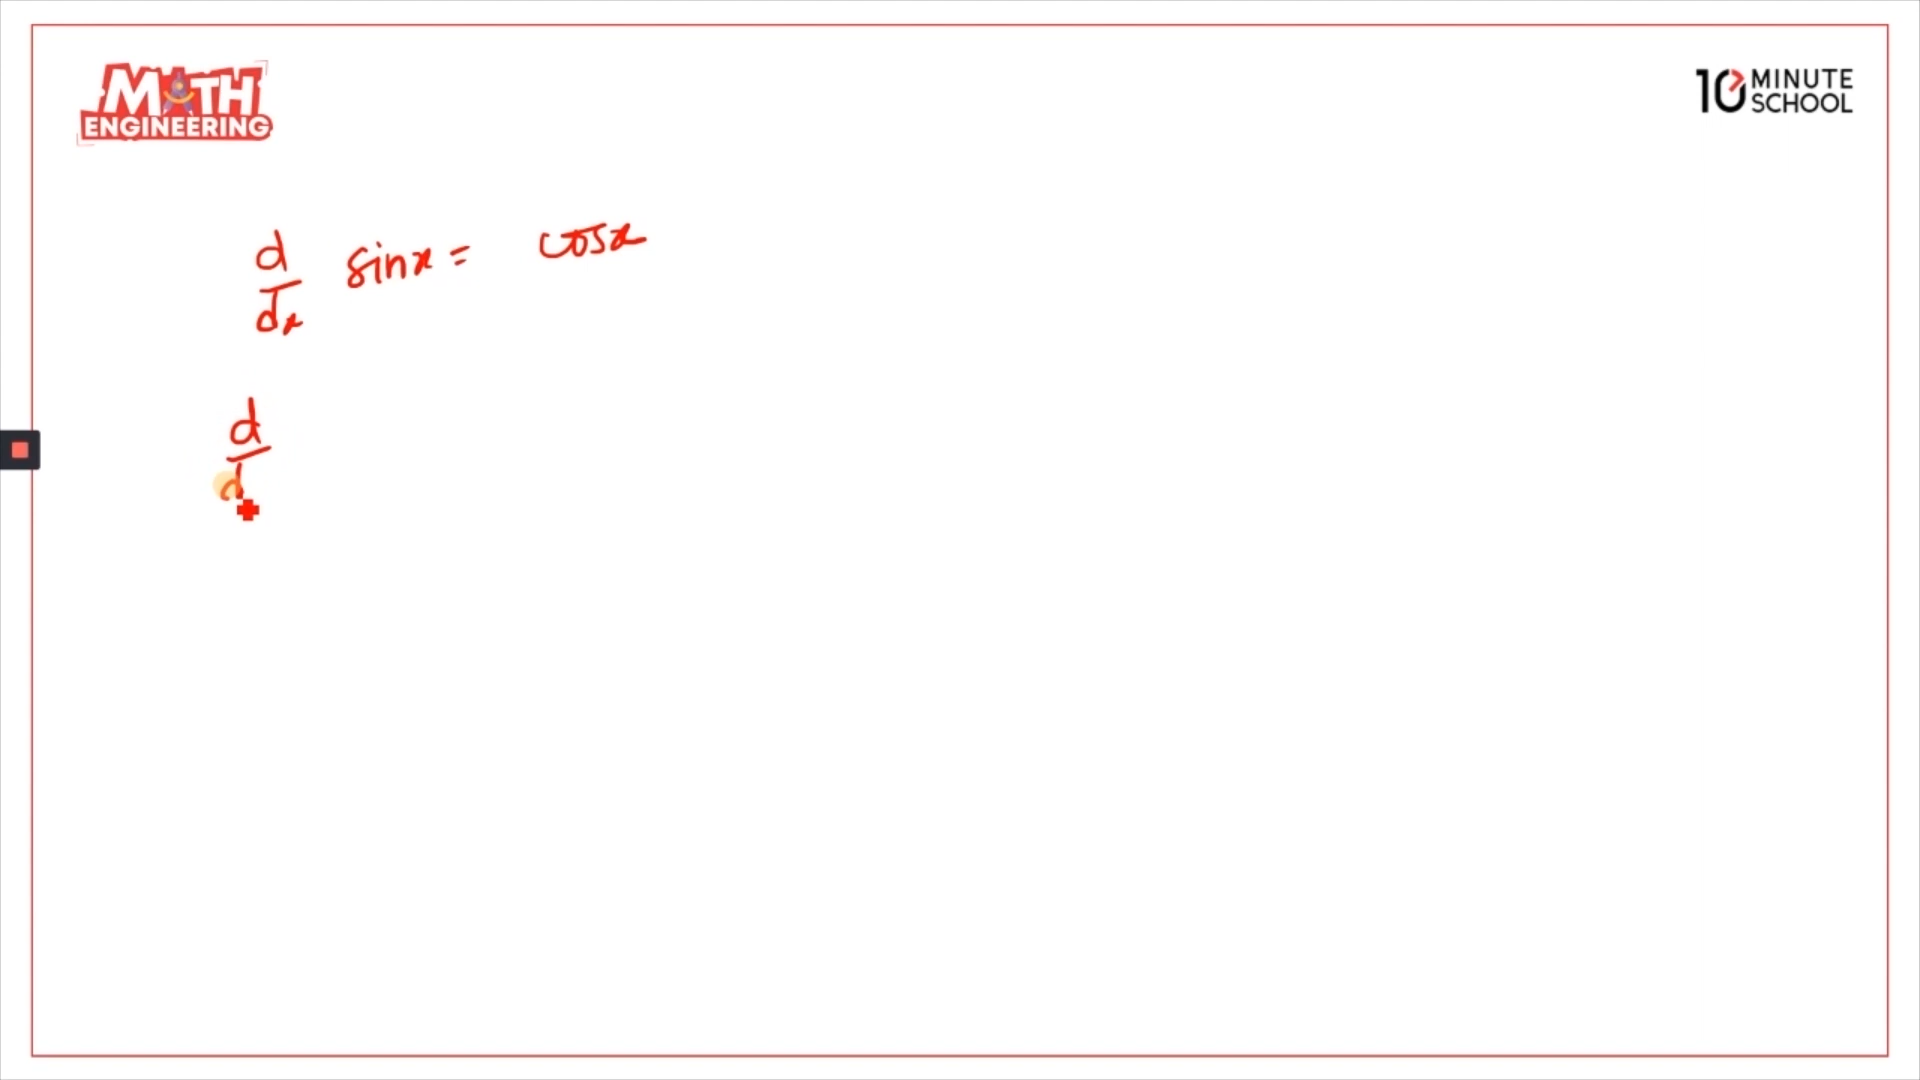 MATH
ENGINEERING
10 MINUTE
SCHOOL
d/dx sinx = cosx
d/d